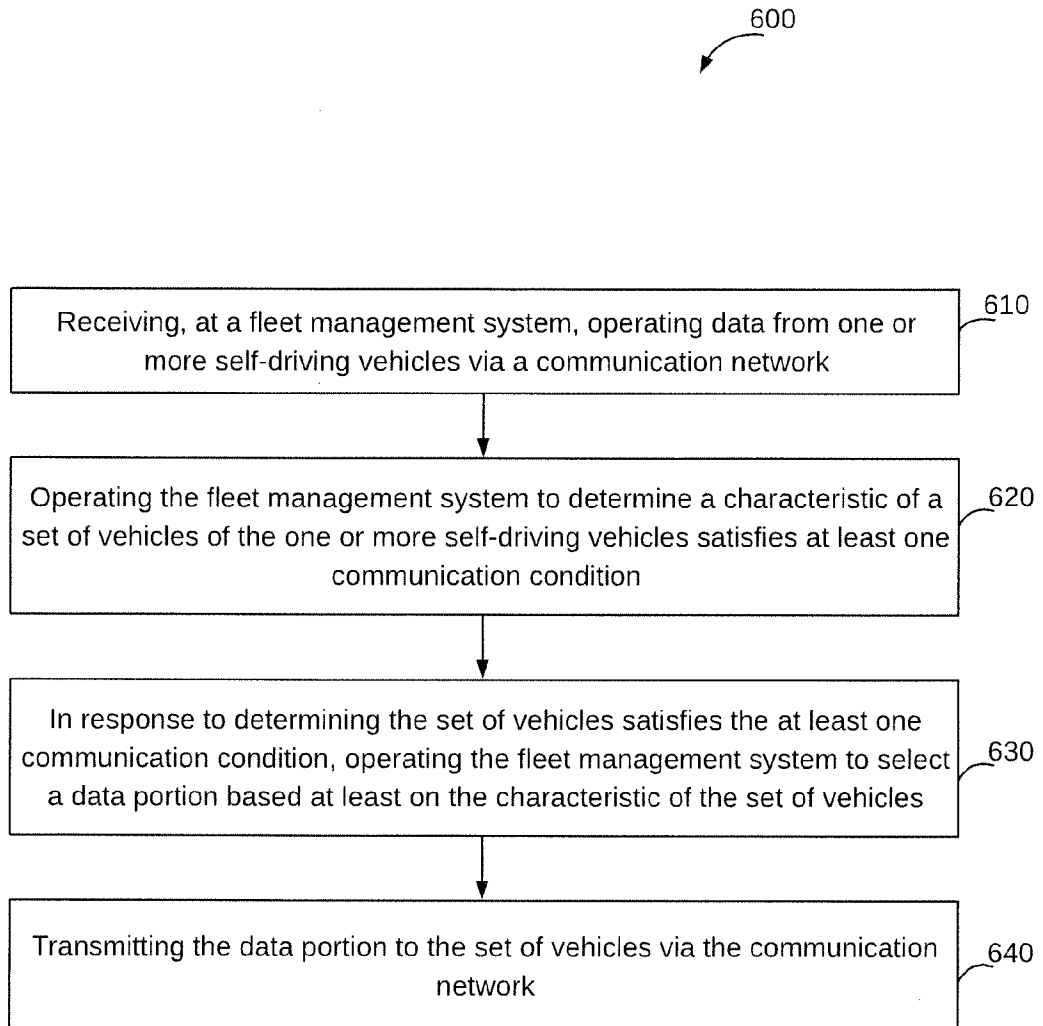 600
Receiving, at a fleet management system, operating data from one or
more self-driving vehicles via a communication network
610
Operating the fleet management system to determine a characteristic of a
set of vehicles of the one or more self-driving vehicles satisfies at least one
communication condition
620
In response to determining the set of vehicles satisfies the at least one
communication condition, operating the fleet management system to select
a data portion based at least on the characteristic of the set of vehicles
630
Transmitting the data portion to the set of vehicles via the communication
network
640